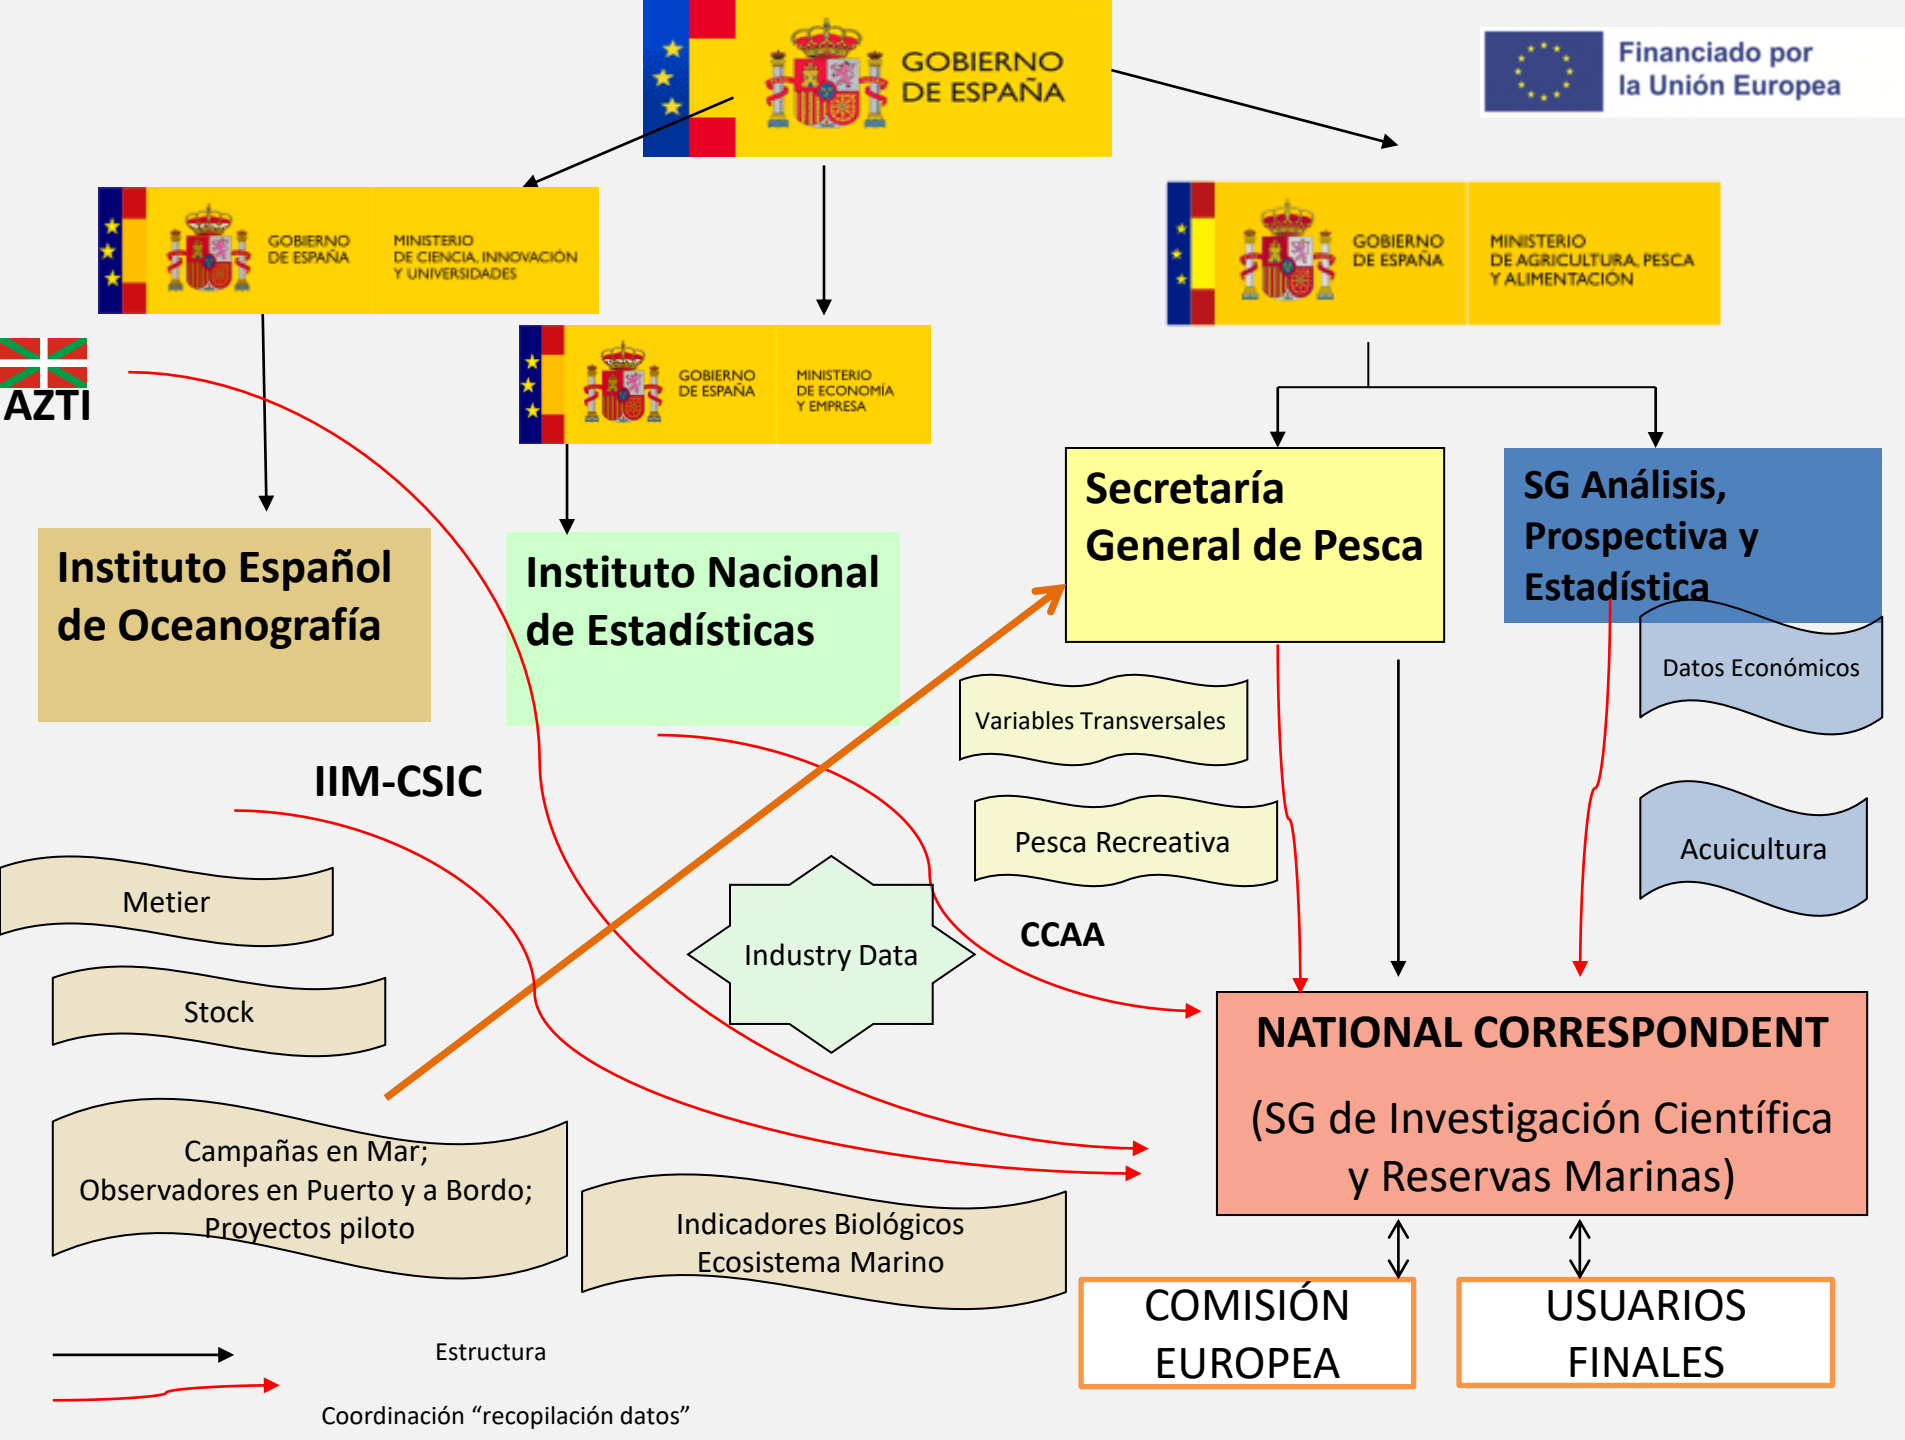 GOBIERNO
DE ESPAÑA
Financiado por
la Unión Europea
GOBIERNO
DE ESPAÑA
MINISTERIO
DE CIENCIA, INNOVACIÓN
Y UNIVERSIDADES
GOBIERNO
DE ESPAÑA
MINISTERIO
DE AGRICULTURA, PESCA
Y ALIMENTACIÓN
GOBIERNO
DE ESPAÑA
MINISTERIO
DE ECONOMÍA
Y EMPRESA
AZTI
Secretaría
General de Pesca
SG Análisis,
Prospectiva y
Estadística
Instituto Español
de Oceanografía
Instituto Nacional
de Estadísticas
Datos Económicos
Variables Transversales
IIM-CSIC
Pesca Recreativa
Acuicultura
Metier
Industry Data
CCAA
Stock
NATIONAL CORRESPONDENT
(SG de Investigación Científica
y Reservas Marinas)
Campañas en Mar;
Observadores en Puerto y a Bordo;
Proyectos piloto
Indicadores Biológicos
Ecosistema Marino
COMISIÓN
EUROPEA
USUARIOS
FINALES
Estructura
Coordinación “recopilación datos”